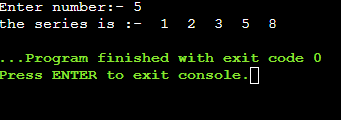 Enter number:- 5
the series is :-  1  2  3  5  8
...Program finished with exit code 0
Press ENTER to exit console.